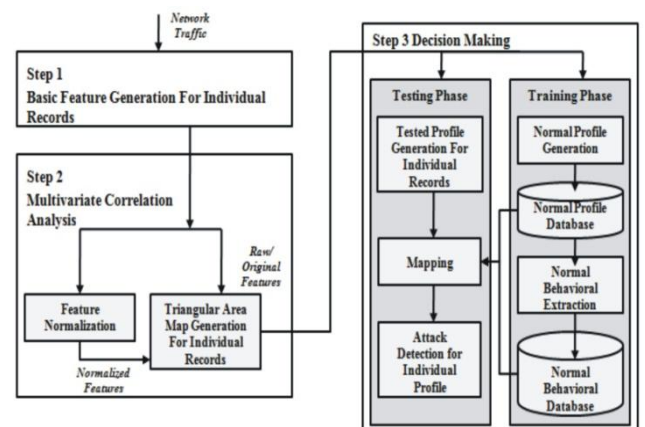 Network
Traffic
Step 1
Basic Feature Generation For Individual
Records
Step 2
Multivariate Correlation
Analysis
Raw/
Original
Features
Feature
Normalization
Triangular Area
Map Generation
For Individual
Records
Normalized
Features
Step 3 Decision Making
Testing Phase
Tested Profile
Generation For
Individual
Records
Mapping
Attack
Detection for
Individual
Profile
Training Phase
Normal Profile
Generation
Normal Profile
Database
Normal
Behavioral
Extraction
Normal
Behavioral
Database